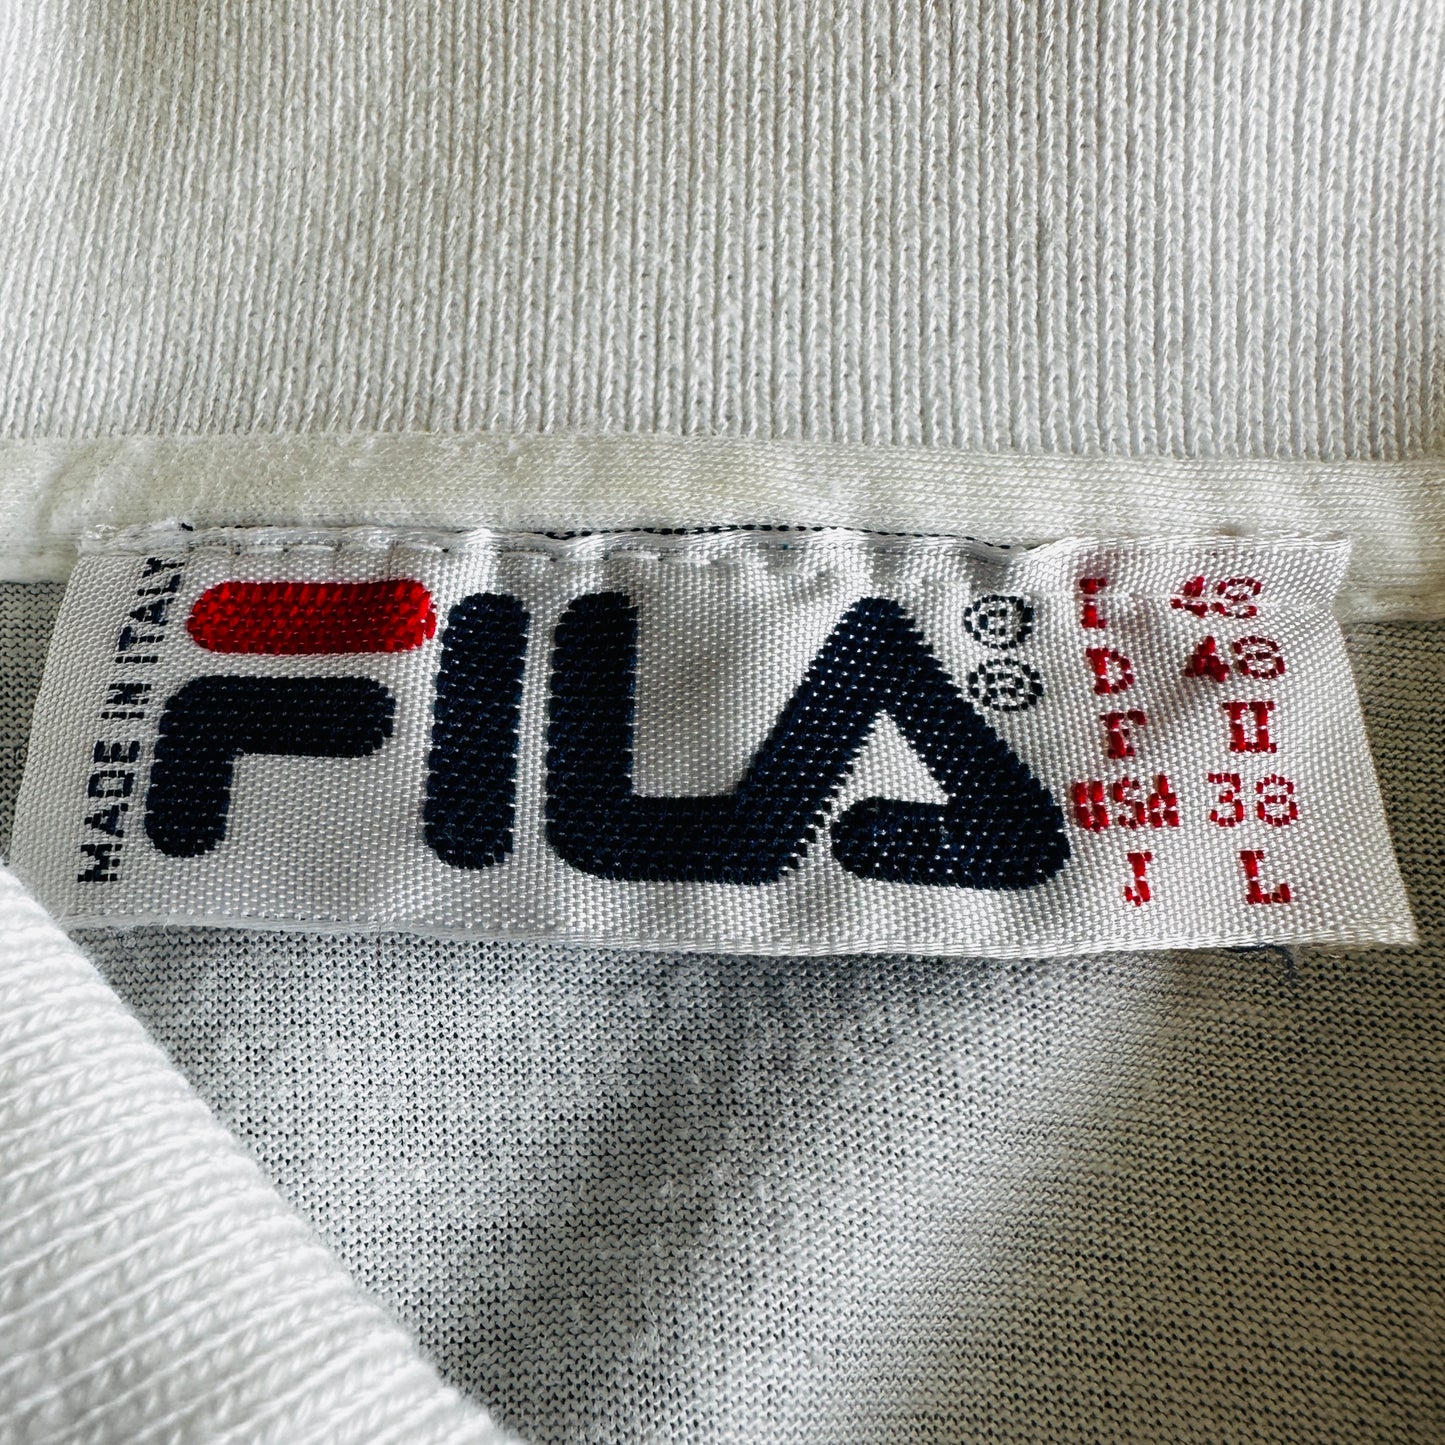 MADE IN ITALY
FILA ® ®
I 48
D 48
F II
USA 38
J L